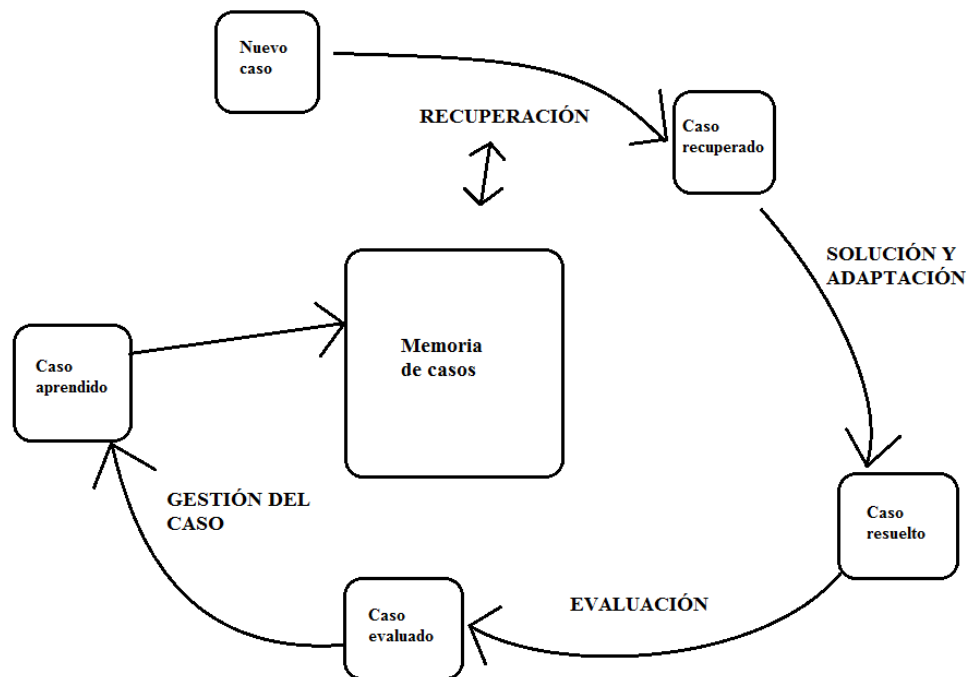 Nuevo
caso
RECUPERACIÓN
Caso
recuperado
SOLUCIÓN Y
ADAPTACIÓN
Memoria
de casos
Caso
aprendido
GESTIÓN DEL
CASO
Caso
resuelto
EVALUACIÓN
Caso
evaluado